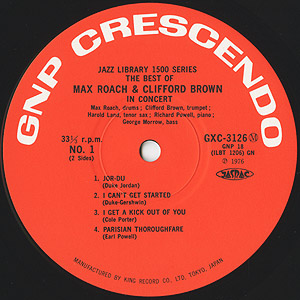 GNP CRESCENDO
JAZZ LIBRARY 1500 SERIES
THE BEST OF
MAX ROACH & CLIFFORD BROWN
IN CONCERT
Max Roach, drums ; Clifford Brown, trumpet ;
Harold Land, tenor sax ; Richard Powell, piano ;
George Morrow, bass
33⅓ r.p.m.
NO. 1
(2 Sides)
GXC-3126 M
GNP 18
(ILBT 1206) GN
℗ 1976
JASRAC
1. JOR-DU
(Duke Jordan)
2. I CAN'T GET STARTED
(Duke-Gershwin)
3. I GET A KICK OUT OF YOU
(Cole Porter)
4. PARISIAN THOROUGHFARE
(Earl Powell)
MANUFACTURED BY KING RECORD CO., LTD. TOKYO, JAPAN